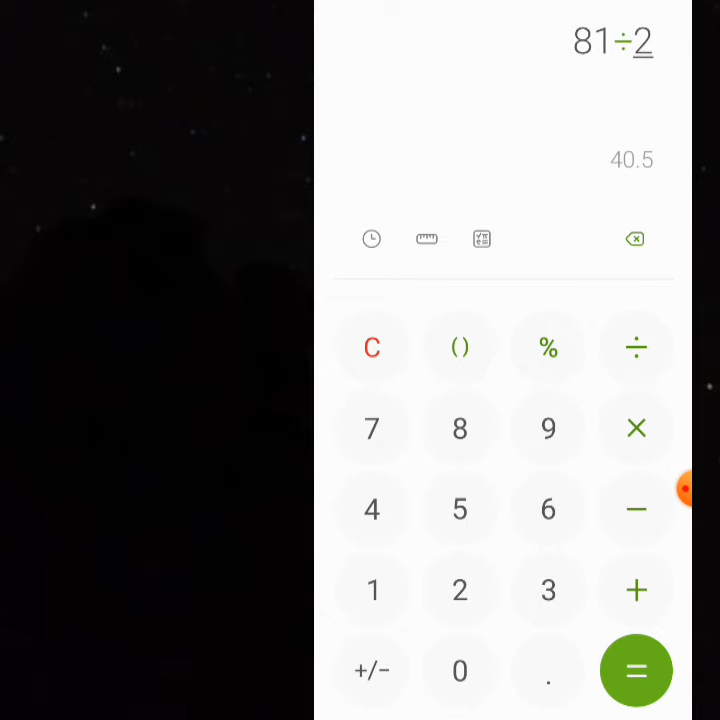 81÷2
40.5
C ( ) % ÷
7 8 9 ×
4 5 6 −
1 2 3 +
+/− 0 . =